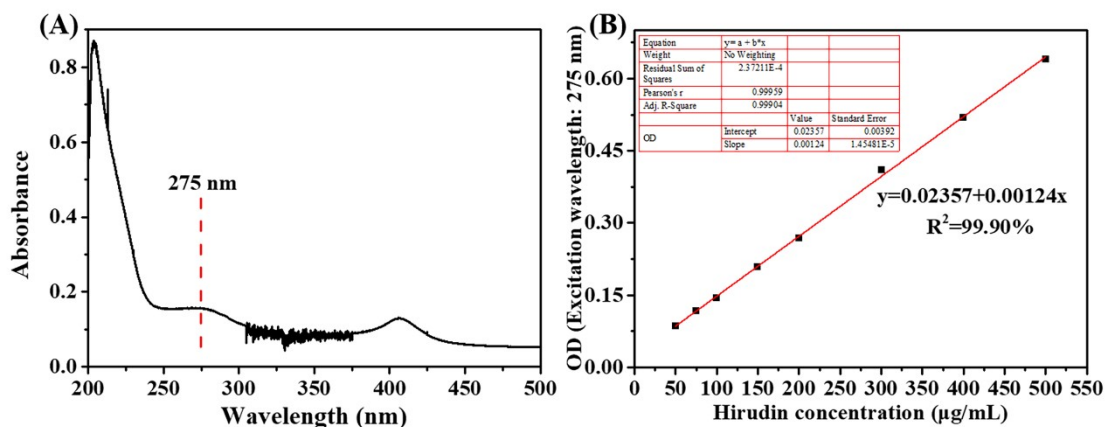 (A)
0.8
0.6
0.4
0.2
0.0
Absorbance
275 nm
200 250 300 350 400 450 500
Wavelength (nm)
(B)
0.60
0.45
0.30
0.15
0.00
OD (Excitation wavelength: 275 nm)
Equation y= a + b*x
Weight No Weighting
Residual Sum of
Squares 2.37211E-4
Pearson's r 0.99959
Adj. R-Square 0.99904
Value Standard Error
OD Intercept 0.02357 0.00392
Slope 0.00124 1.45481E-5
y=0.02357+0.00124x
R²=99.90%
0 50 100 150 200 250 300 350 400 450 500 550
Hirudin concentration (µg/mL)